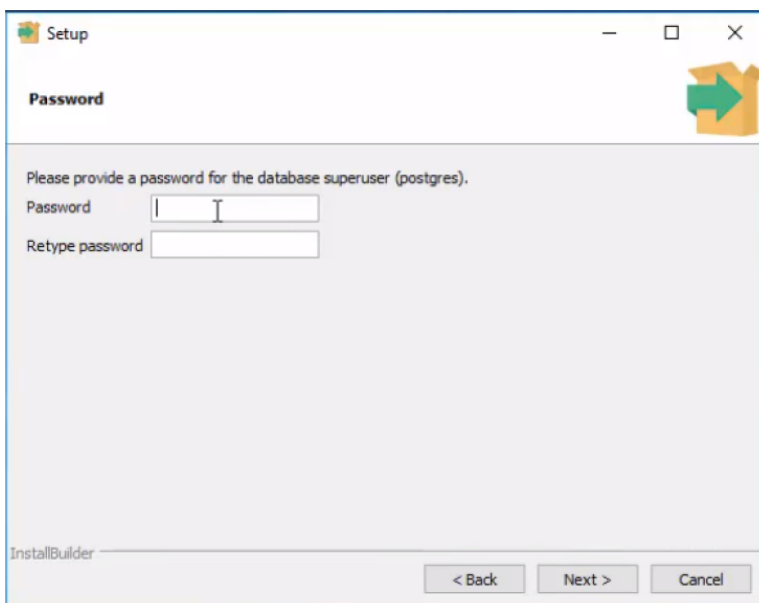 Setup
Password
Please provide a password for the database superuser (postgres).
Password
Retype password
InstallBuilder
< Back Next > Cancel